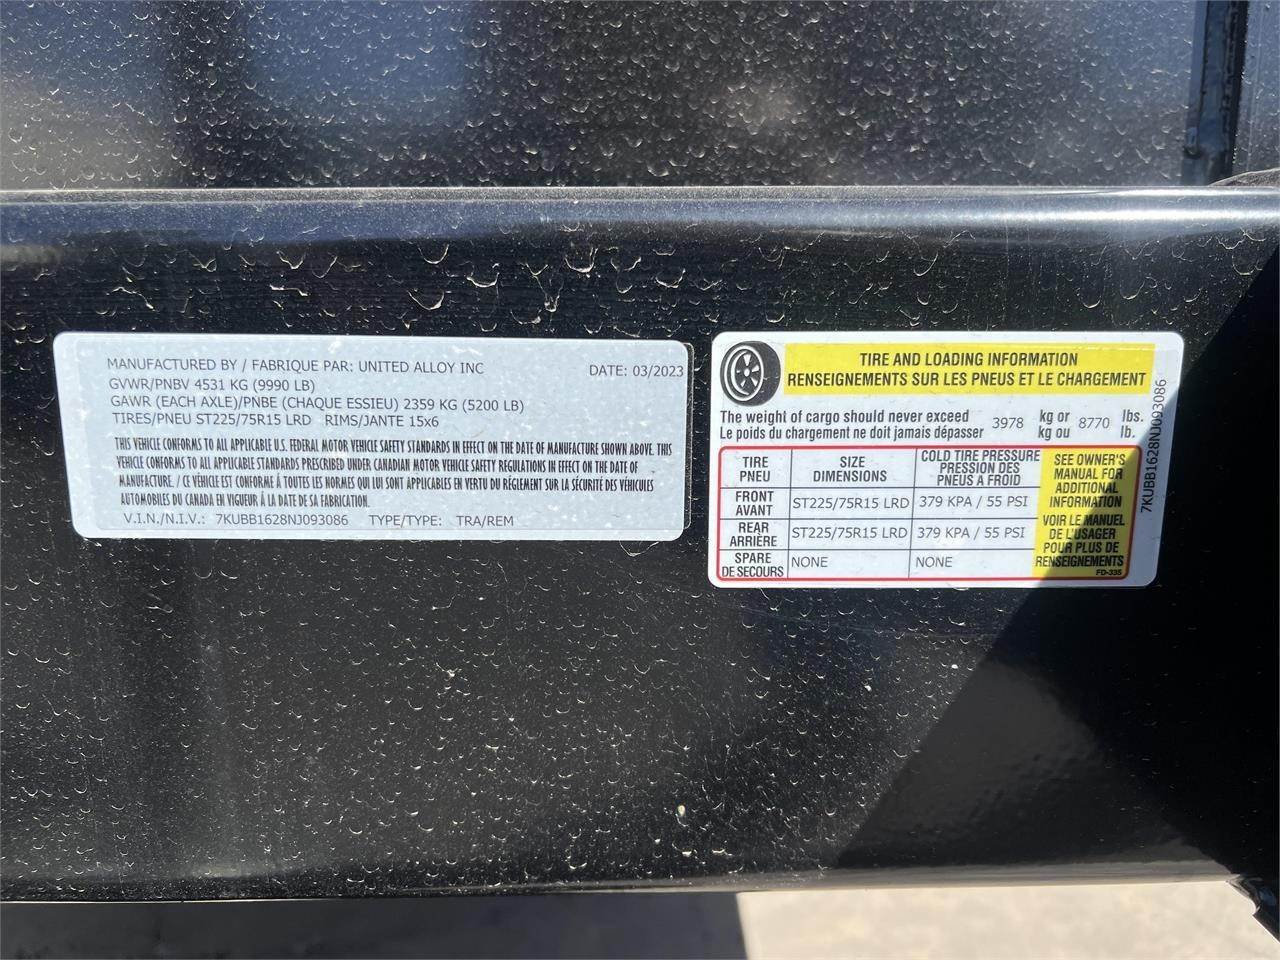 MANUFACTURED BY / FABRIQUE PAR: UNITED ALLOY INC DATE: 03/2023
GVWR/PNBV 4531 KG (9990 LB)
GAWR (EACH AXLE)/PNBE (CHAQUE ESSIEU) 2359 KG (5200 LB)
TIRES/PNEU ST225/75R15 LRD RIMS/JANTE 15x6
THIS VEHICLE CONFORMS TO ALL APPLICABLE U.S. FEDERAL MOTOR VEHICLE SAFETY STANDARDS IN EFFECT ON THE DATE OF MANUFACTURE SHOWN ABOVE. THIS
VEHICLE CONFORMS TO ALL APPLICABLE STANDARDS PRESCRIBED UNDER CANADIAN MOTOR VEHICLE SAFETY REGULATIONS IN EFFECT ON THE DATE OF
MANUFACTURE. / CE VÉHICLE EST CONFORME À TOUTES LES NORMES QUI LUI SONT APPLICABLES EN VERTU DU RÉGLEMENT SUR LA SÉCURITÉ DES VÉHICULES
AUTOMOBILES DU CANADA EN VIGUEUR Á LA DATE DE SA FABRICATION.
V.I.N./N.I.V.: 7KUBB1628NJ093086 TYPE/TYPE: TRA/REM
TIRE AND LOADING INFORMATION
RENSEIGNEMENTS SUR LES PNEUS ET LE CHARGEMENT
The weight of cargo should never exceed 3978 kg or 8770 lbs.
Le poids du chargement ne doit jamais dépasser kg ou lb.
TIRE
PNEU
SIZE
DIMENSIONS
COLD TIRE PRESSURE
PRESSION DES
PNEUS A FROID
FRONT
AVANT
ST225/75R15 LRD
379 KPA / 55 PSI
REAR
ARRIÈRE
ST225/75R15 LRD
379 KPA / 55 PSI
SPARE
DE SECOURS
NONE
NONE
SEE OWNER'S
MANUAL FOR
ADDITIONAL
INFORMATION
VOIR LE MANUEL
DE L'USAGER
POUR PLUS DE
RENSEIGNEMENTS
FD-335
7KUBB1628NJ093086